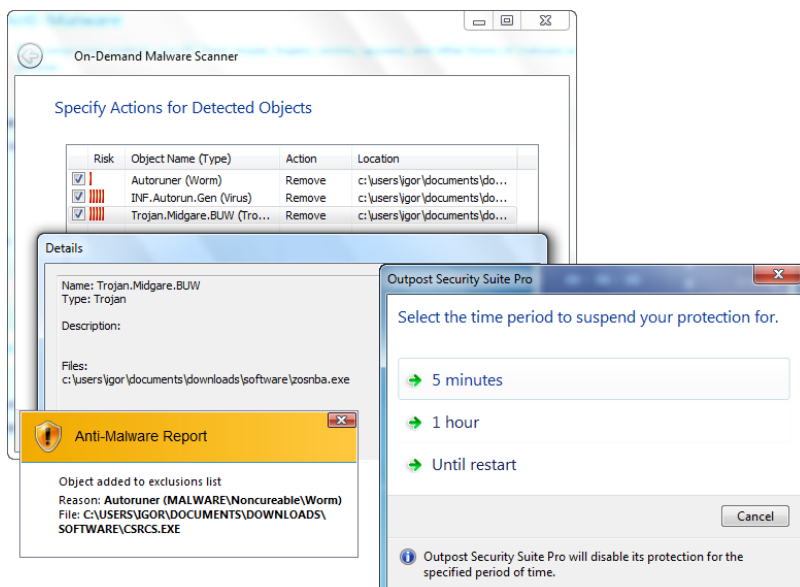 Anti-Malware
On-Demand Malware Scanner
Specify Actions for Detected Objects
Risk Object Name (Type) Action Location
Autoruner (Worm) Remove c:\users\igor\documents\do...
INF.Autorun.Gen (Virus) Remove c:\users\igor\documents\do...
Trojan.Midgare.BUW (Tro... Remove c:\users\igor\documents\do...
Details
Name: Trojan.Midgare.BUW
Type: Trojan
Description:
Files:
c:\users\igor\documents\downloads\software\zosnba.exe
Anti-Malware Report
Object added to exclusions list
Reason: Autoruner (MALWARE\Noncureable\Worm)
File: C:\USERS\IGOR\DOCUMENTS\DOWNLOADS\
SOFTWARE\CSRCS.EXE
Outpost Security Suite Pro
Select the time period to suspend your protection for.
5 minutes
1 hour
Until restart
Cancel
Outpost Security Suite Pro will disable its protection for the
specified period of time.